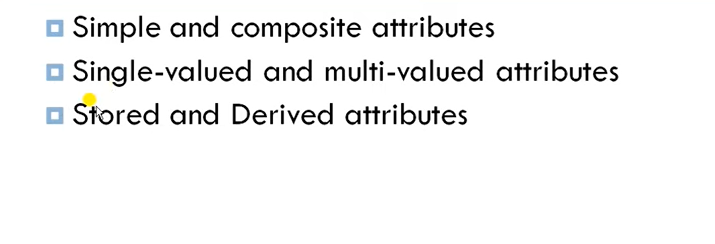 Simple and composite attributes
Single-valued and multi-valued attributes
Stored and Derived attributes